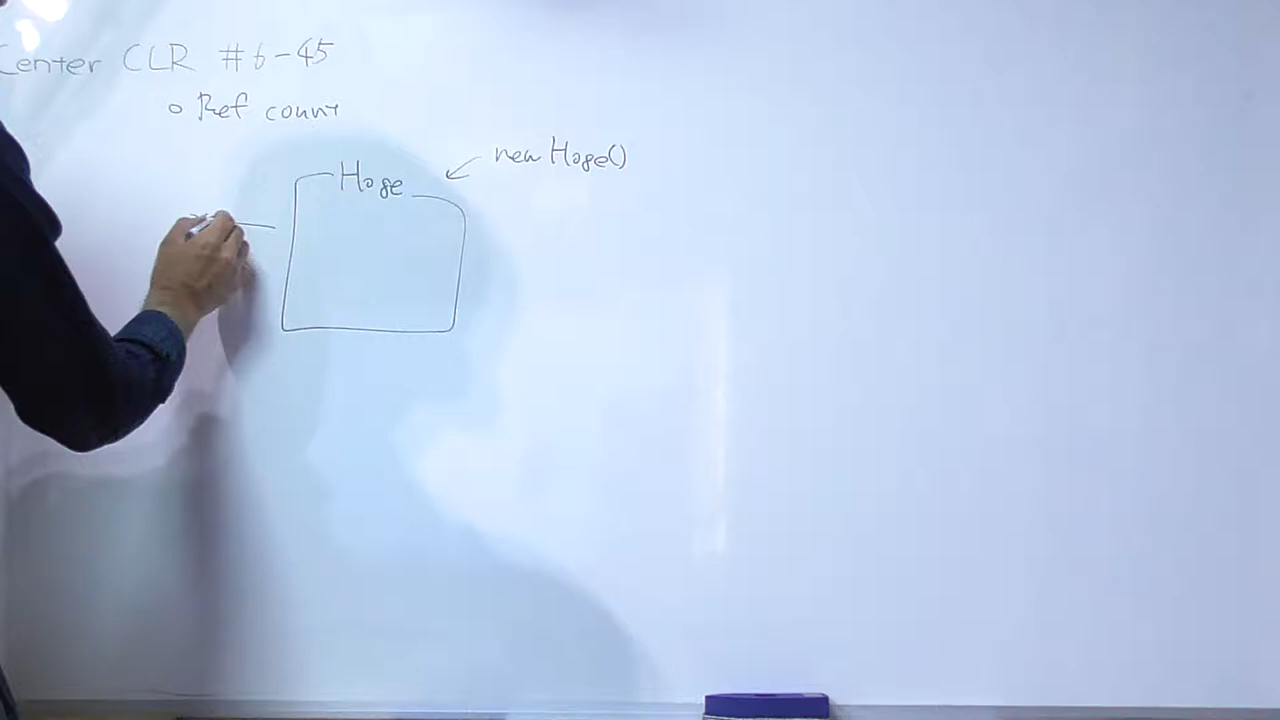 Center CLR #6-45
○ Ref count
Hoge
new Hoge()